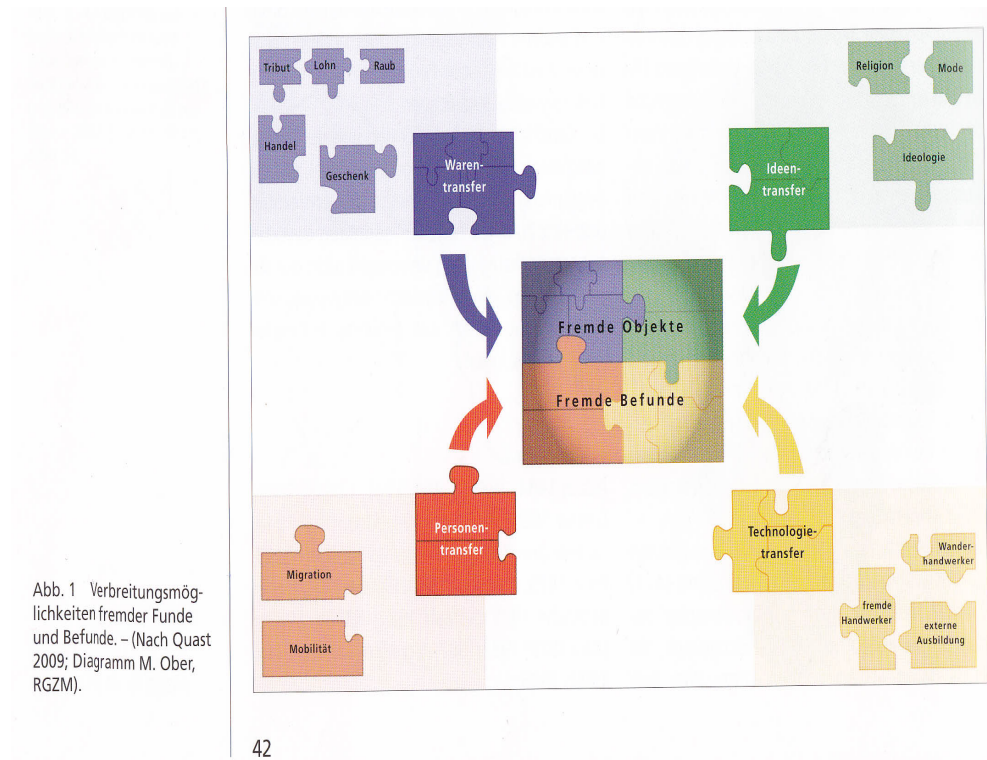 Tribut
Lohn
Raub
Handel
Geschenk
Waren-
transfer
Religion
Mode
Ideologie
Ideen-
transfer
Fremde Objekte
Fremde Befunde
Personen-
transfer
Migration
Mobilität
Technologie-
transfer
Wander-
handwerker
fremde
Handwerker
externe
Ausbildung
Abb. 1 Verbreitungsmög-
lichkeiten fremder Funde
und Befunde. – (Nach Quast
2009; Diagramm M. Ober,
RGZM).
42